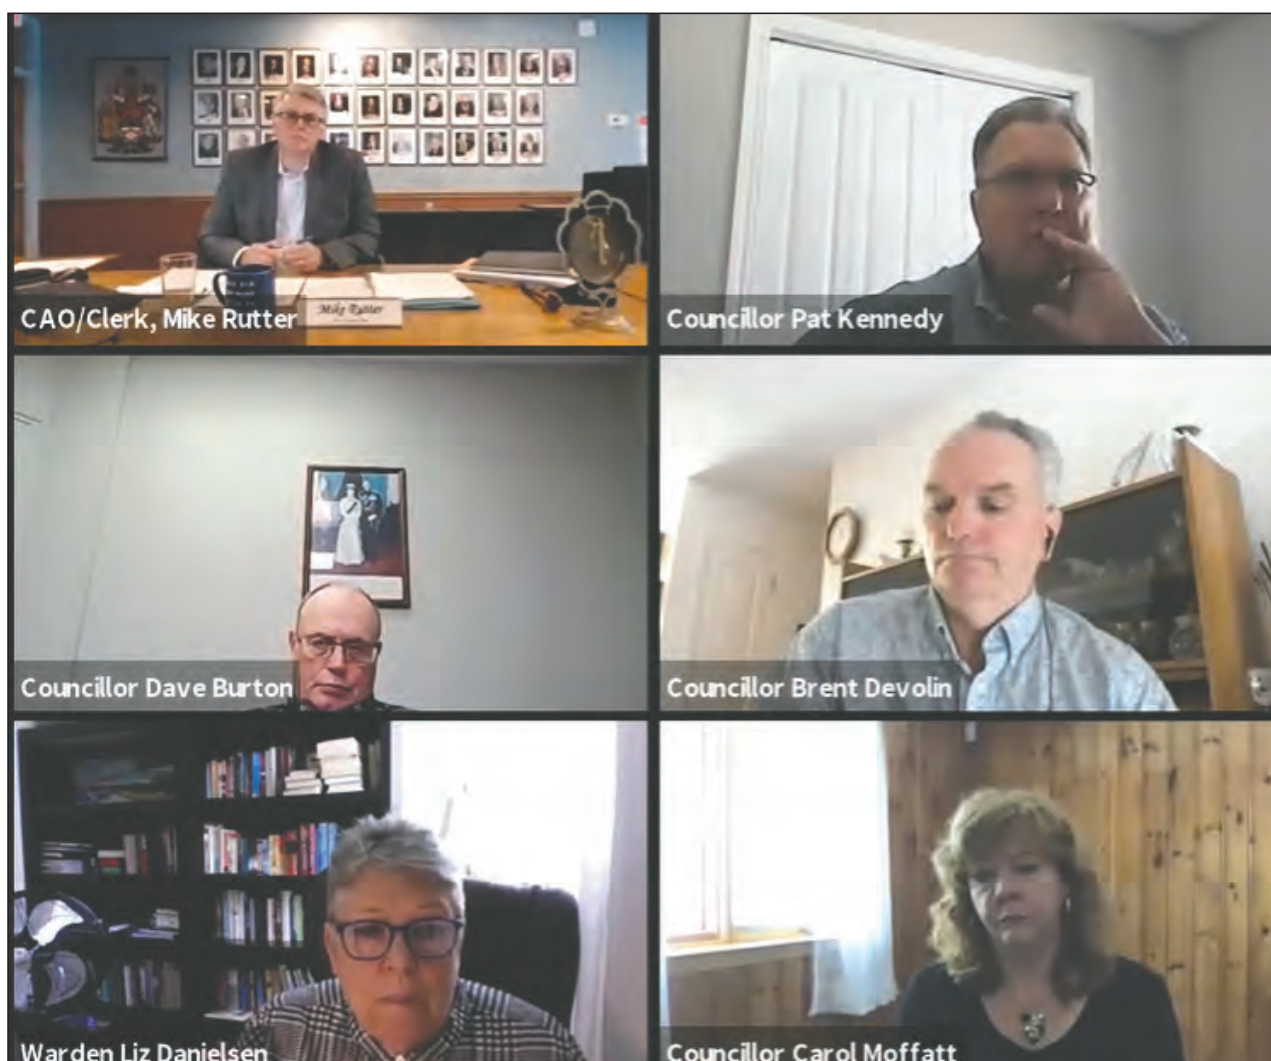 CAO/Clerk, Mike Rutter
Mike Rutter
Councillor Pat Kennedy
Councillor Dave Burton
Councillor Brent Devolin
Warden Liz Danielsen
Councillor Carol Moffatt